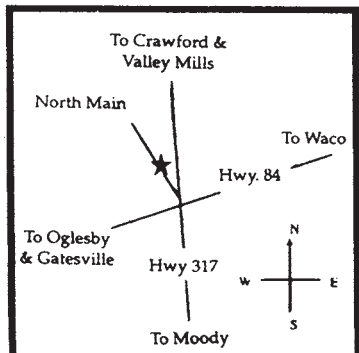 To Crawford &
Valley Mills
North Main
To Waco
Hwy. 84
To Oglesby
& Gatesville
Hwy 317
N
W E
S
To Moody